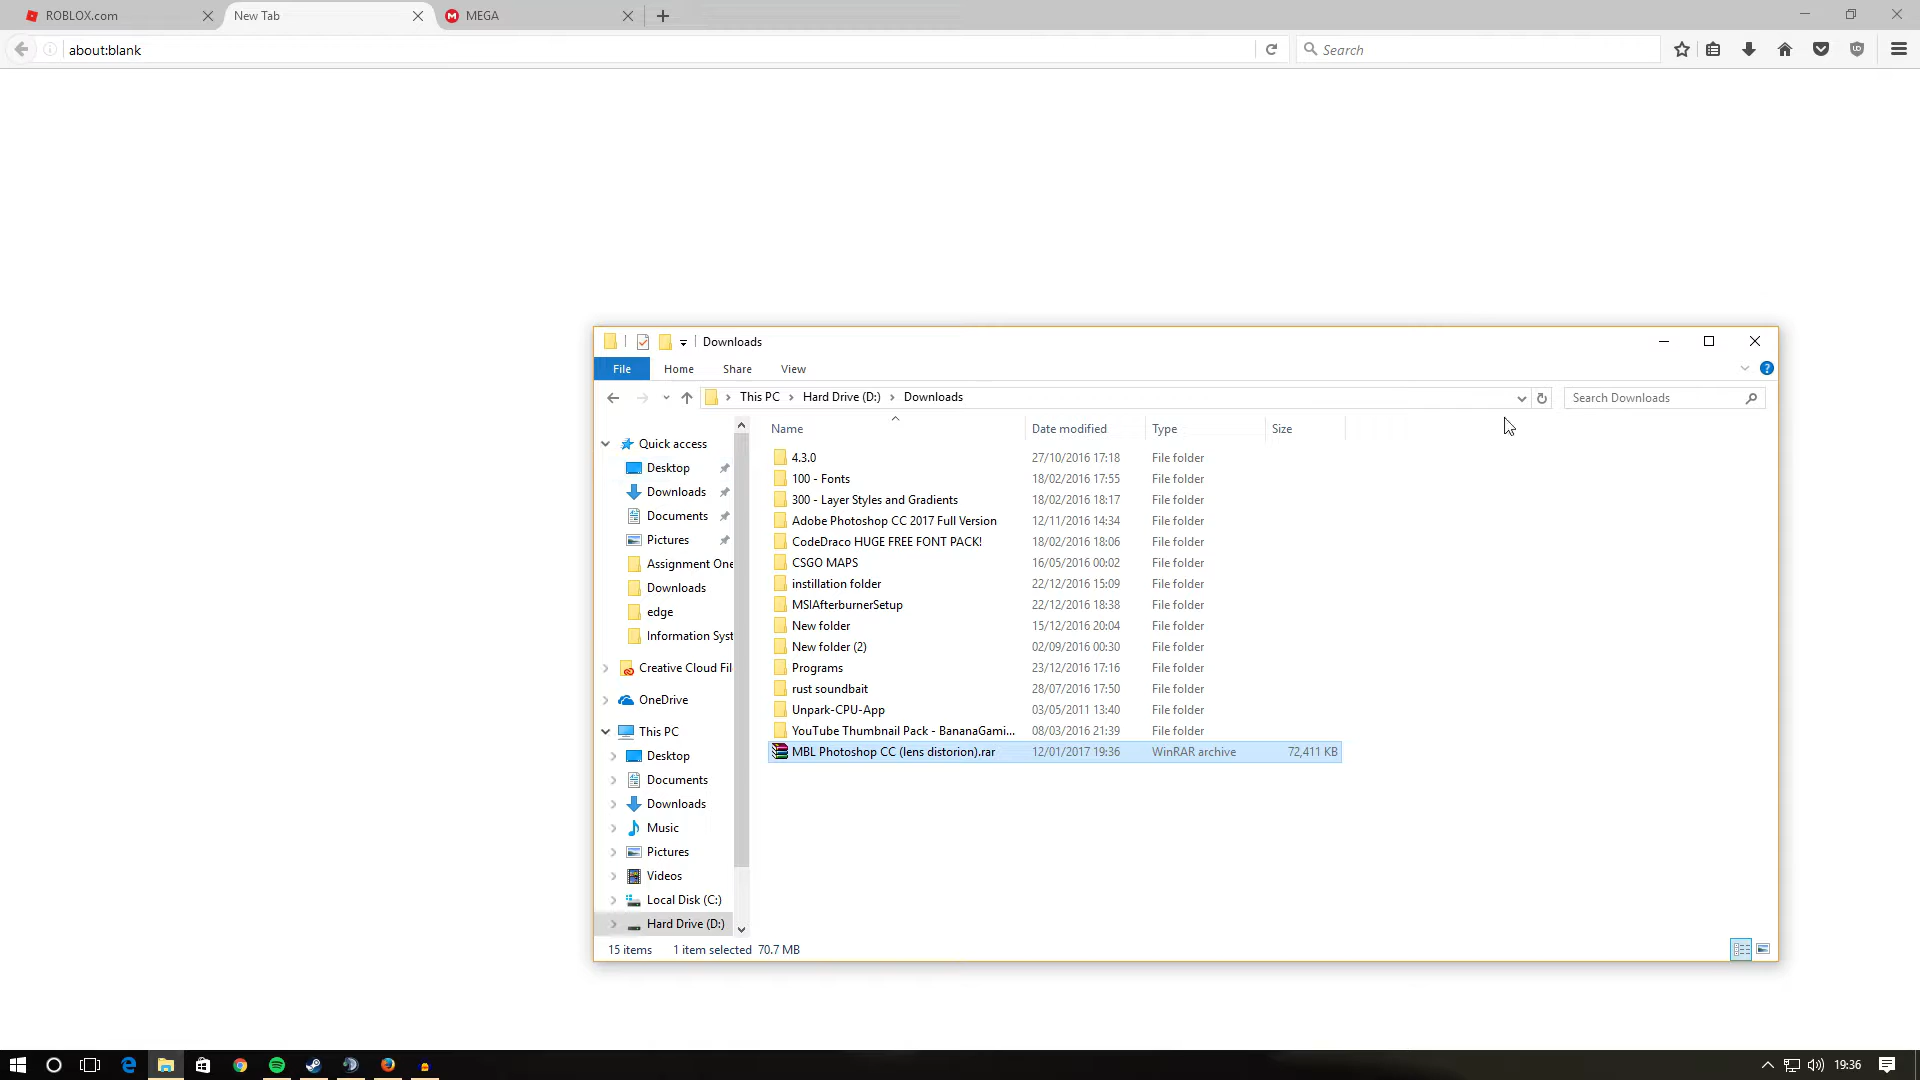 ROBLOX.com
New Tab
MEGA
about:blank
Search
Downloads
File
Home
Share
View
This PC
Hard Drive (D:)
Downloads
Search Downloads
Name
Date modified
Type
Size
Quick access
Desktop
Downloads
Documents
Pictures
Assignment One
Downloads
edge
Information Syst
Creative Cloud Fil
OneDrive
This PC
Desktop
Documents
Downloads
Music
Pictures
Videos
Local Disk (C:)
Hard Drive (D:)
4.3.0 27/10/2016 17:18 File folder
100 - Fonts 18/02/2016 17:55 File folder
300 - Layer Styles and Gradients 18/02/2016 18:17 File folder
Adobe Photoshop CC 2017 Full Version 12/11/2016 14:34 File folder
CodeDraco HUGE FREE FONT PACK! 18/02/2016 18:06 File folder
CSGO MAPS 16/05/2016 00:02 File folder
instillation folder 22/12/2016 15:09 File folder
MSIAfterburnerSetup 22/12/2016 18:38 File folder
New folder 15/12/2016 20:04 File folder
New folder (2) 02/09/2016 00:30 File folder
Programs 23/12/2016 17:16 File folder
rust soundbait 28/07/2016 17:50 File folder
Unpark-CPU-App 03/05/2011 13:40 File folder
YouTube Thumbnail Pack - BananaGami... 08/03/2016 21:39 File folder
MBL Photoshop CC (lens distorion).rar 12/01/2017 19:36 WinRAR archive 72,411 KB
15 items 1 item selected 70.7 MB
19:36